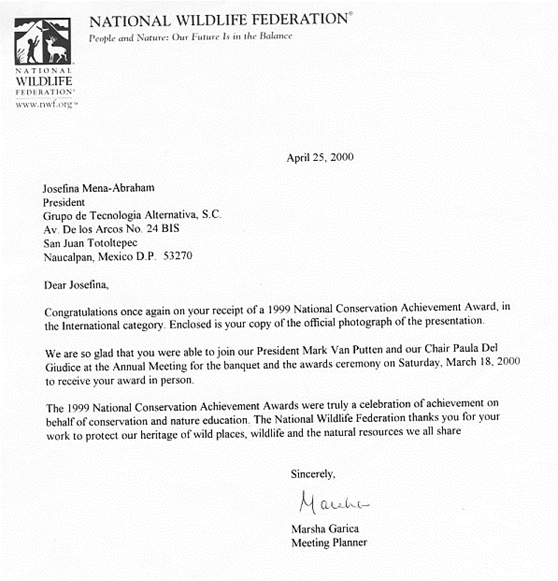 NATIONAL WILDLIFE FEDERATION®
People and Nature: Our Future Is in the Balance
NATIONAL
WILDLIFE
FEDERATION®
www.nwf.org™
April 25, 2000
Josefina Mena-Abraham
President
Grupo de Tecnologia Alternativa, S.C.
Av. De los Arcos No. 24 BIS
San Juan Totoltepec
Naucalpan, Mexico D.P. 53270
Dear Josefina,
Congratulations once again on your receipt of a 1999 National Conservation Achievement Award, in
the International category. Enclosed is your copy of the official photograph of the presentation.
We are so glad that you were able to join our President Mark Van Putten and our Chair Paula Del
Giudice at the Annual Meeting for the banquet and the awards ceremony on Saturday, March 18, 2000
to receive your award in person.
The 1999 National Conservation Achievement Awards were truly a celebration of achievement on
behalf of conservation and nature education. The National Wildlife Federation thanks you for your
work to protect our heritage of wild places, wildlife and the natural resources we all share
Sincerely,
Marsha
Marsha Garica
Meeting Planner